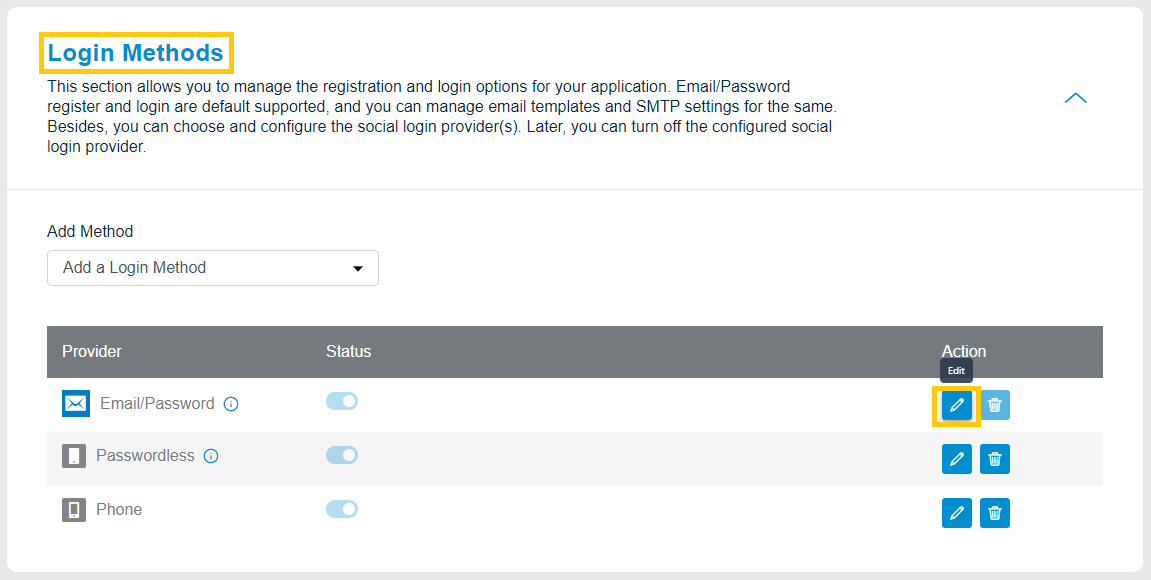 Login Methods
This section allows you to manage the registration and login options for your application. Email/Password
register and login are default supported, and you can manage email templates and SMTP settings for the same.
Besides, you can choose and configure the social login provider(s). Later, you can turn off the configured social
login provider.
Add Method
Add a Login Method
Provider Status Action
Edit
Email/Password
Passwordless
Phone